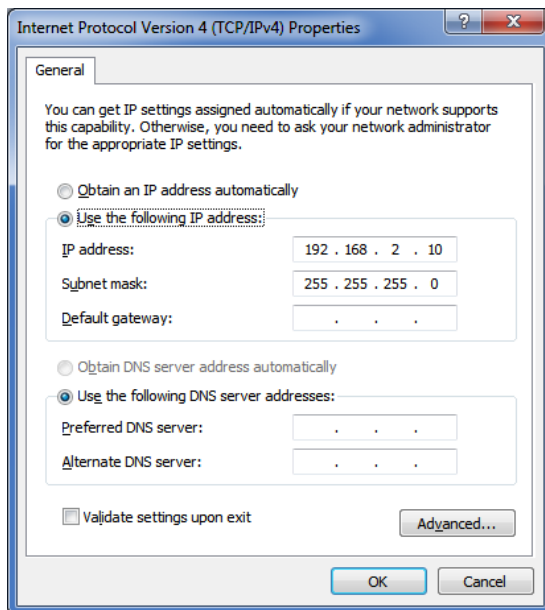 Internet Protocol Version 4 (TCP/IPv4) Properties
?
General
You can get IP settings assigned automatically if your network supports
this capability. Otherwise, you need to ask your network administrator
for the appropriate IP settings.
Obtain an IP address automatically
Use the following IP address:
IP address: 192 . 168 . 2 . 10
Subnet mask: 255 . 255 . 255 . 0
Default gateway: . . .
Obtain DNS server address automatically
Use the following DNS server addresses:
Preferred DNS server: . . .
Alternate DNS server: . . .
Validate settings upon exit
Advanced...
OK Cancel